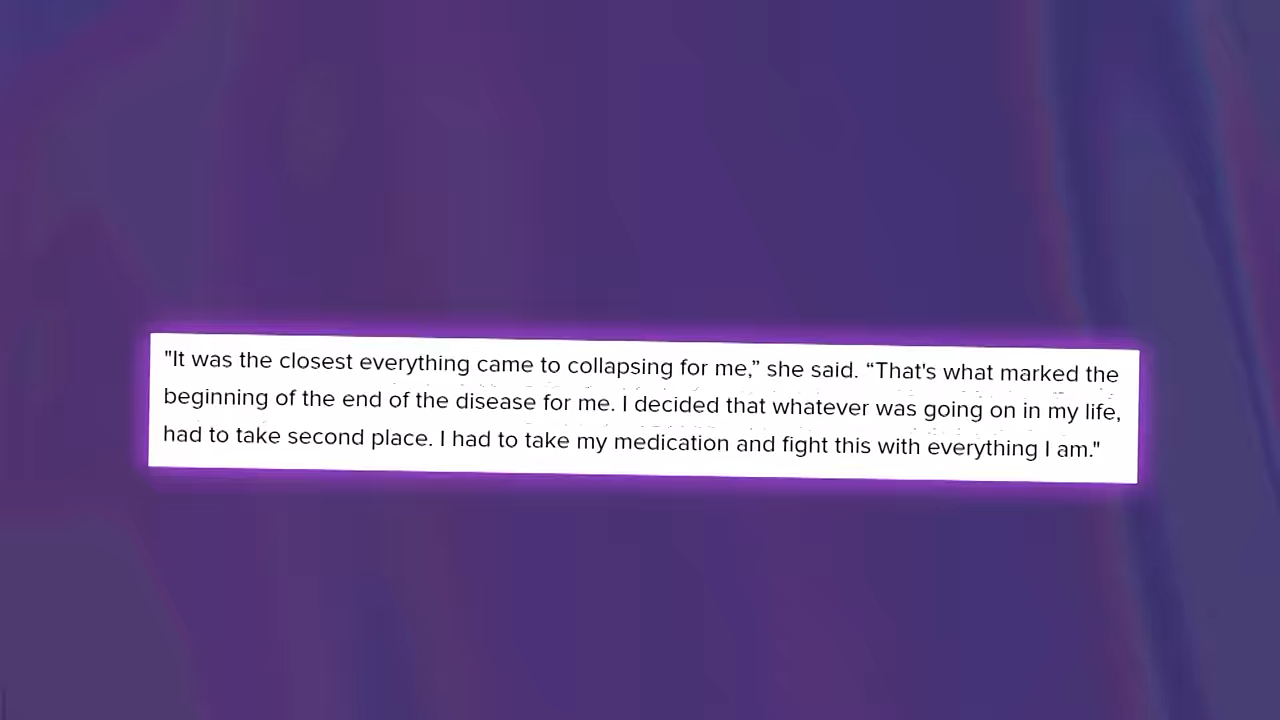 "It was the closest everything came to collapsing for me,” she said. “That's what marked the
beginning of the end of the disease for me. I decided that whatever was going on in my life,
had to take second place. I had to take my medication and fight this with everything I am."